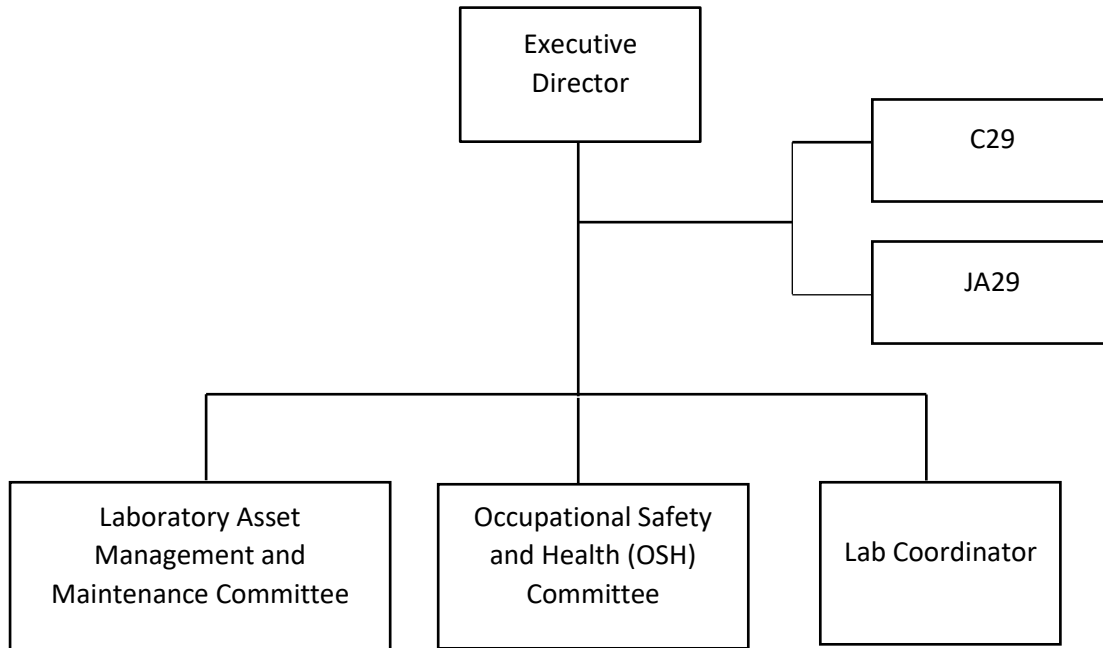 Executive
Director
C29
JA29
Laboratory Asset
Management and
Maintenance Committee
Occupational Safety
and Health (OSH)
Committee
Lab Coordinator